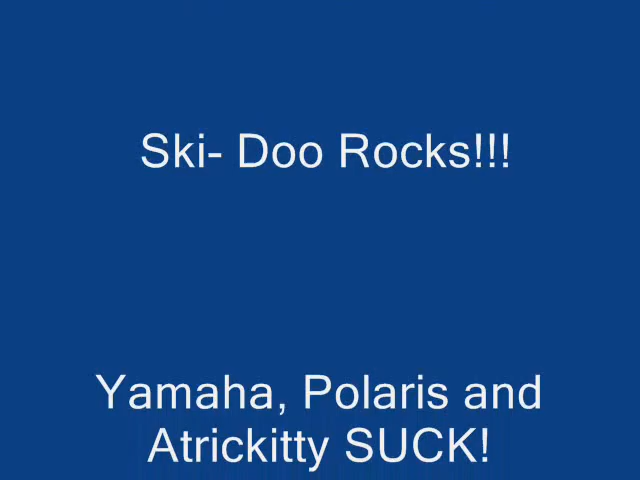 Ski- Doo Rocks!!!
Yamaha, Polaris and
Atrickitty SUCK!